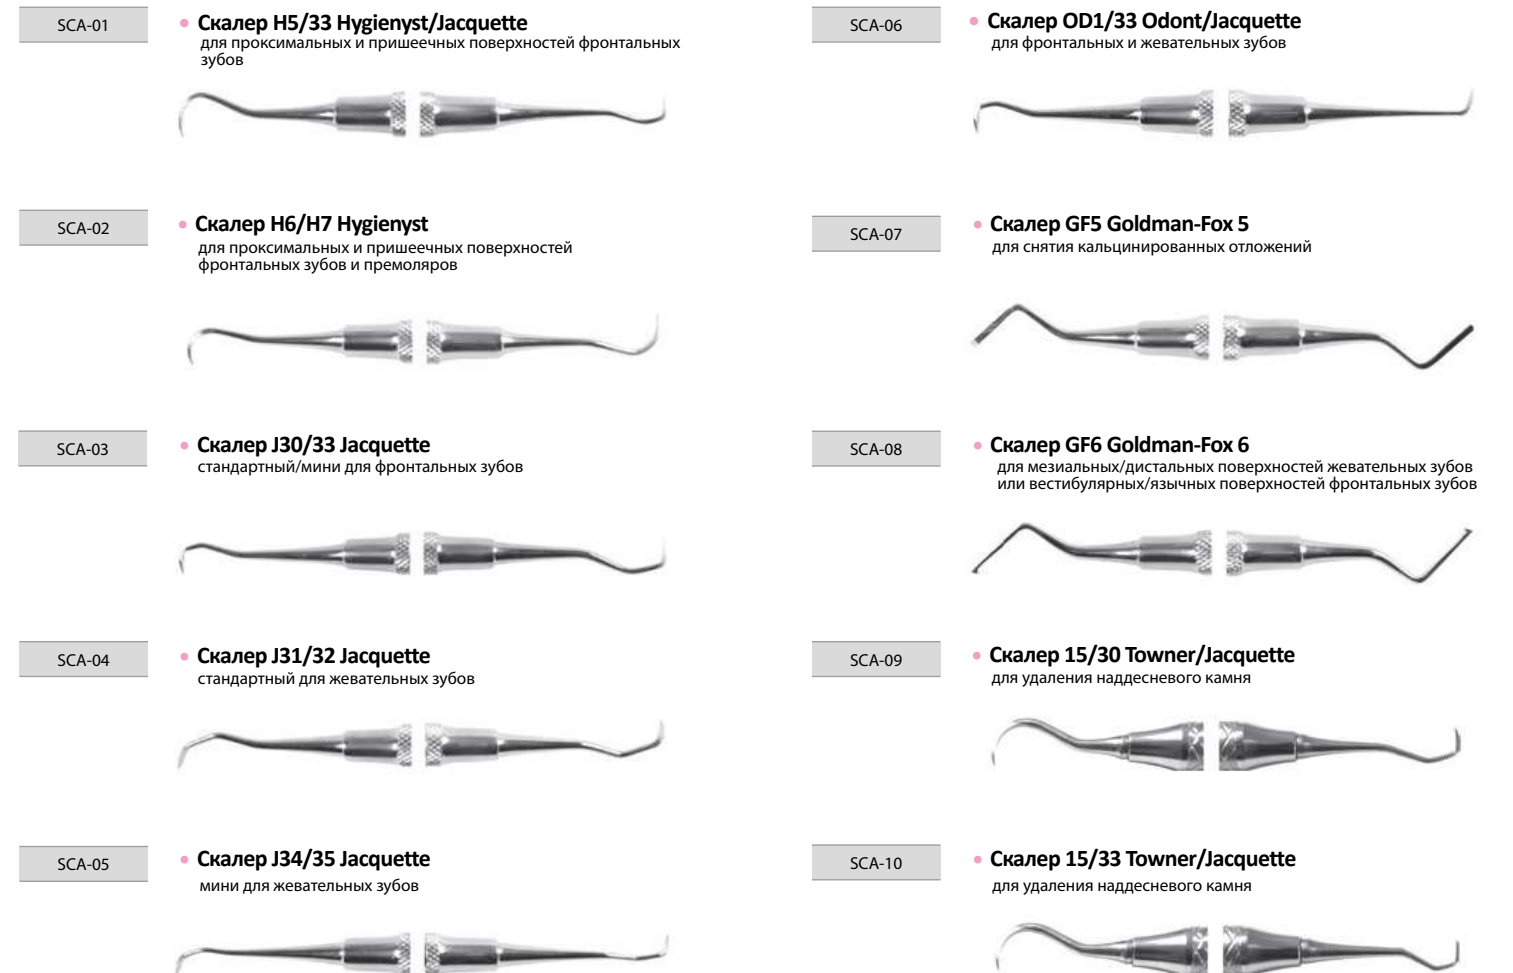 SCA-01
Скалер H5/33 Hygienyst/Jacquette
для проксимальных и пришеечных поверхностей фронтальных
зубов
SCA-02
Скалер H6/H7 Hygienyst
для проксимальных и пришеечных поверхностей
фронтальных зубов и премоляров
SCA-03
Скалер J30/33 Jacquette
стандартный/мини для фронтальных зубов
SCA-04
Скалер J31/32 Jacquette
стандартный для жевательных зубов
SCA-05
Скалер J34/35 Jacquette
мини для жевательных зубов
SCA-06
Скалер OD1/33 Odont/Jacquette
для фронтальных и жевательных зубов
SCA-07
Скалер GF5 Goldman-Fox 5
для снятия кальцинированных отложений
SCA-08
Скалер GF6 Goldman-Fox 6
для мезиальных/дистальных поверхностей жевательных зубов
или вестибулярных/язычных поверхностей фронтальных зубов
SCA-09
Скалер 15/30 Towner/Jacquette
для удаления наддесневого камня
SCA-10
Скалер 15/33 Towner/Jacquette
для удаления наддесневого камня